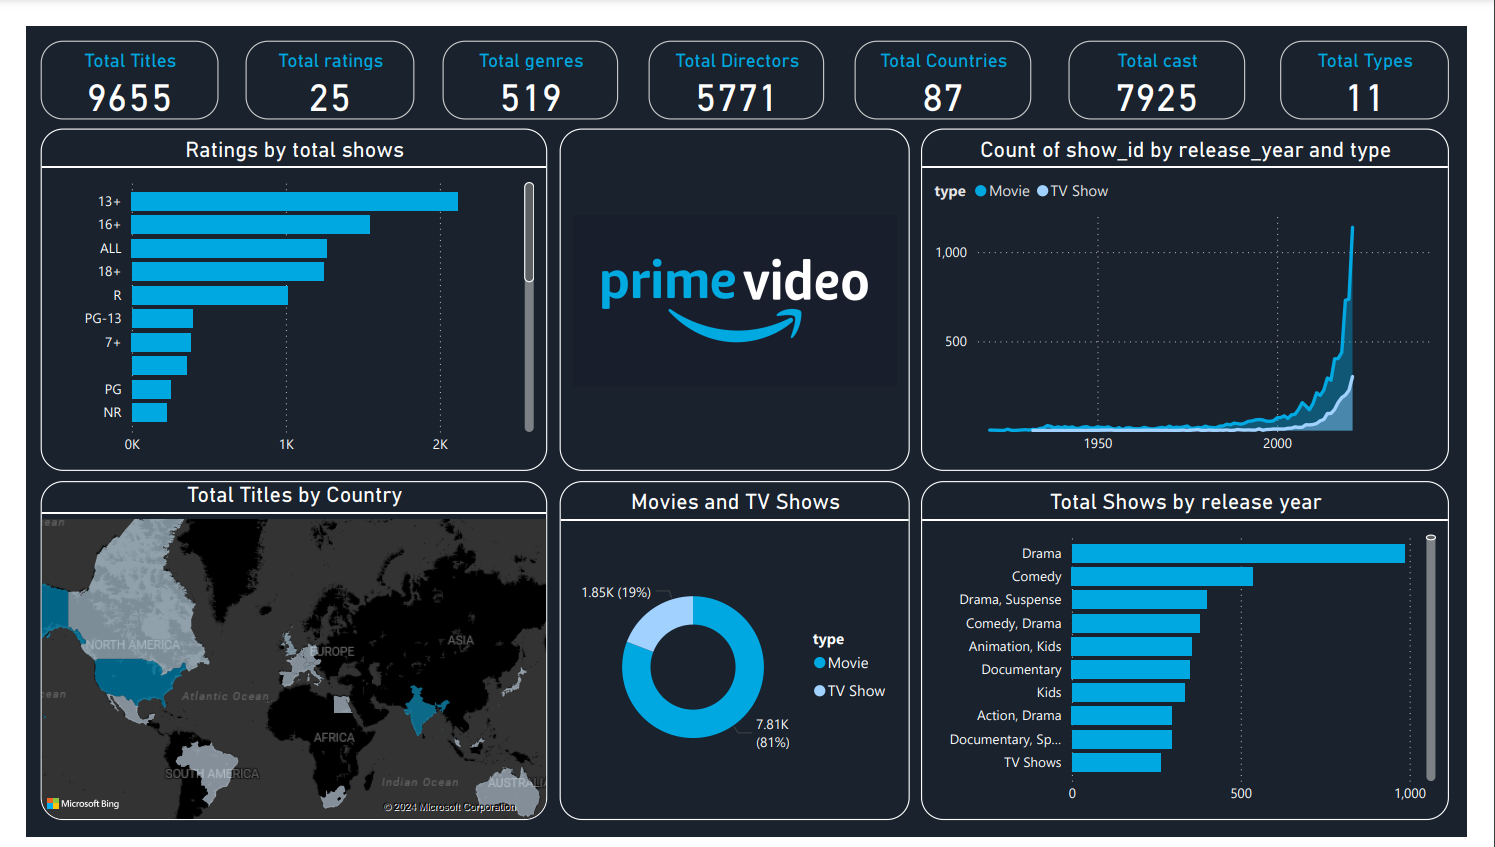 Total Titles
9655
Total ratings
25
Total genres
519
Total Directors
5771
Total Countries
87
Total cast
7925
Total Types
11
Ratings by total shows
13+
16+
ALL
18+
R
PG-13
7+
PG
NR
0K 1K 2K
prime video
Count of show_id by release_year and type
type Movie TV Show
1,000
500
1950 2000
Total Titles by Country
ean
NORTH AMERICA
EUROPE
ASIA
ean
Atlantic Ocean
AFRICA
SOUTH AMERICA
Indian Ocean
AUSTRALI
Microsoft Bing
© 2024 Microsoft Corporation
Movies and TV Shows
1.85K (19%)
type
Movie
TV Show
7.81K
(81%)
Total Shows by release year
Drama
Comedy
Drama, Suspense
Comedy, Drama
Animation, Kids
Documentary
Kids
Action, Drama
Documentary, Sp...
TV Shows
0 500 1,000